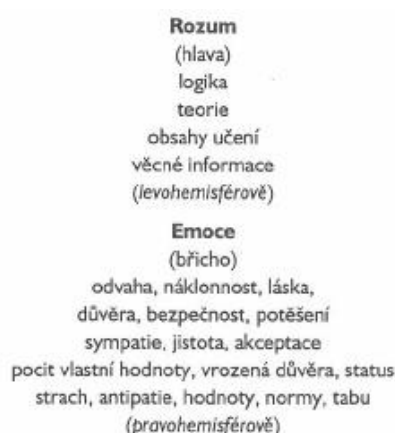 Rozum
(hlava)
logika
teorie
obsahy učení
věcné informace
(levohemisférově)
Emoce
(břicho)
odvaha, náklonnost, láska,
důvěra, bezpečnost, potěšení
sympatie, jistota, akceptace
pocit vlastní hodnoty, vrozená důvěra, status
strach, antipatie, hodnoty, normy, tabu
(pravohemisférově)